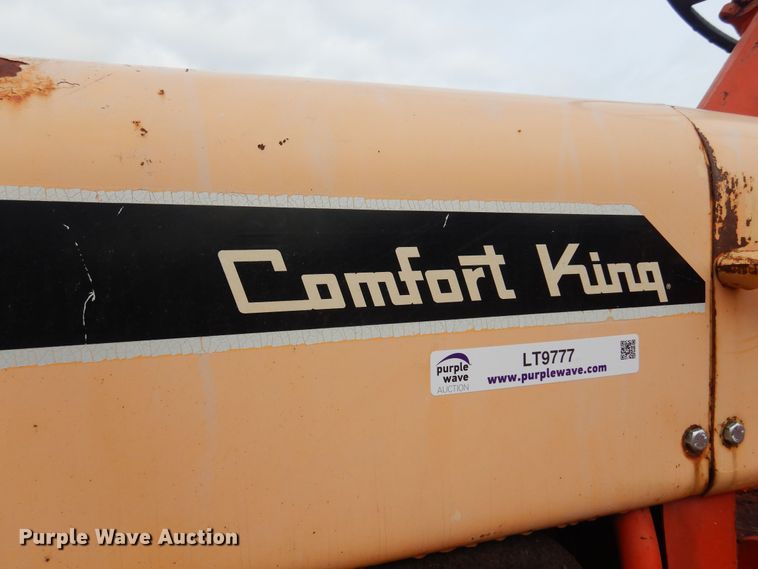 Comfort King®
purple
wave
AUCTION
LT9777
www.purplewave.com
Purple Wave Auction